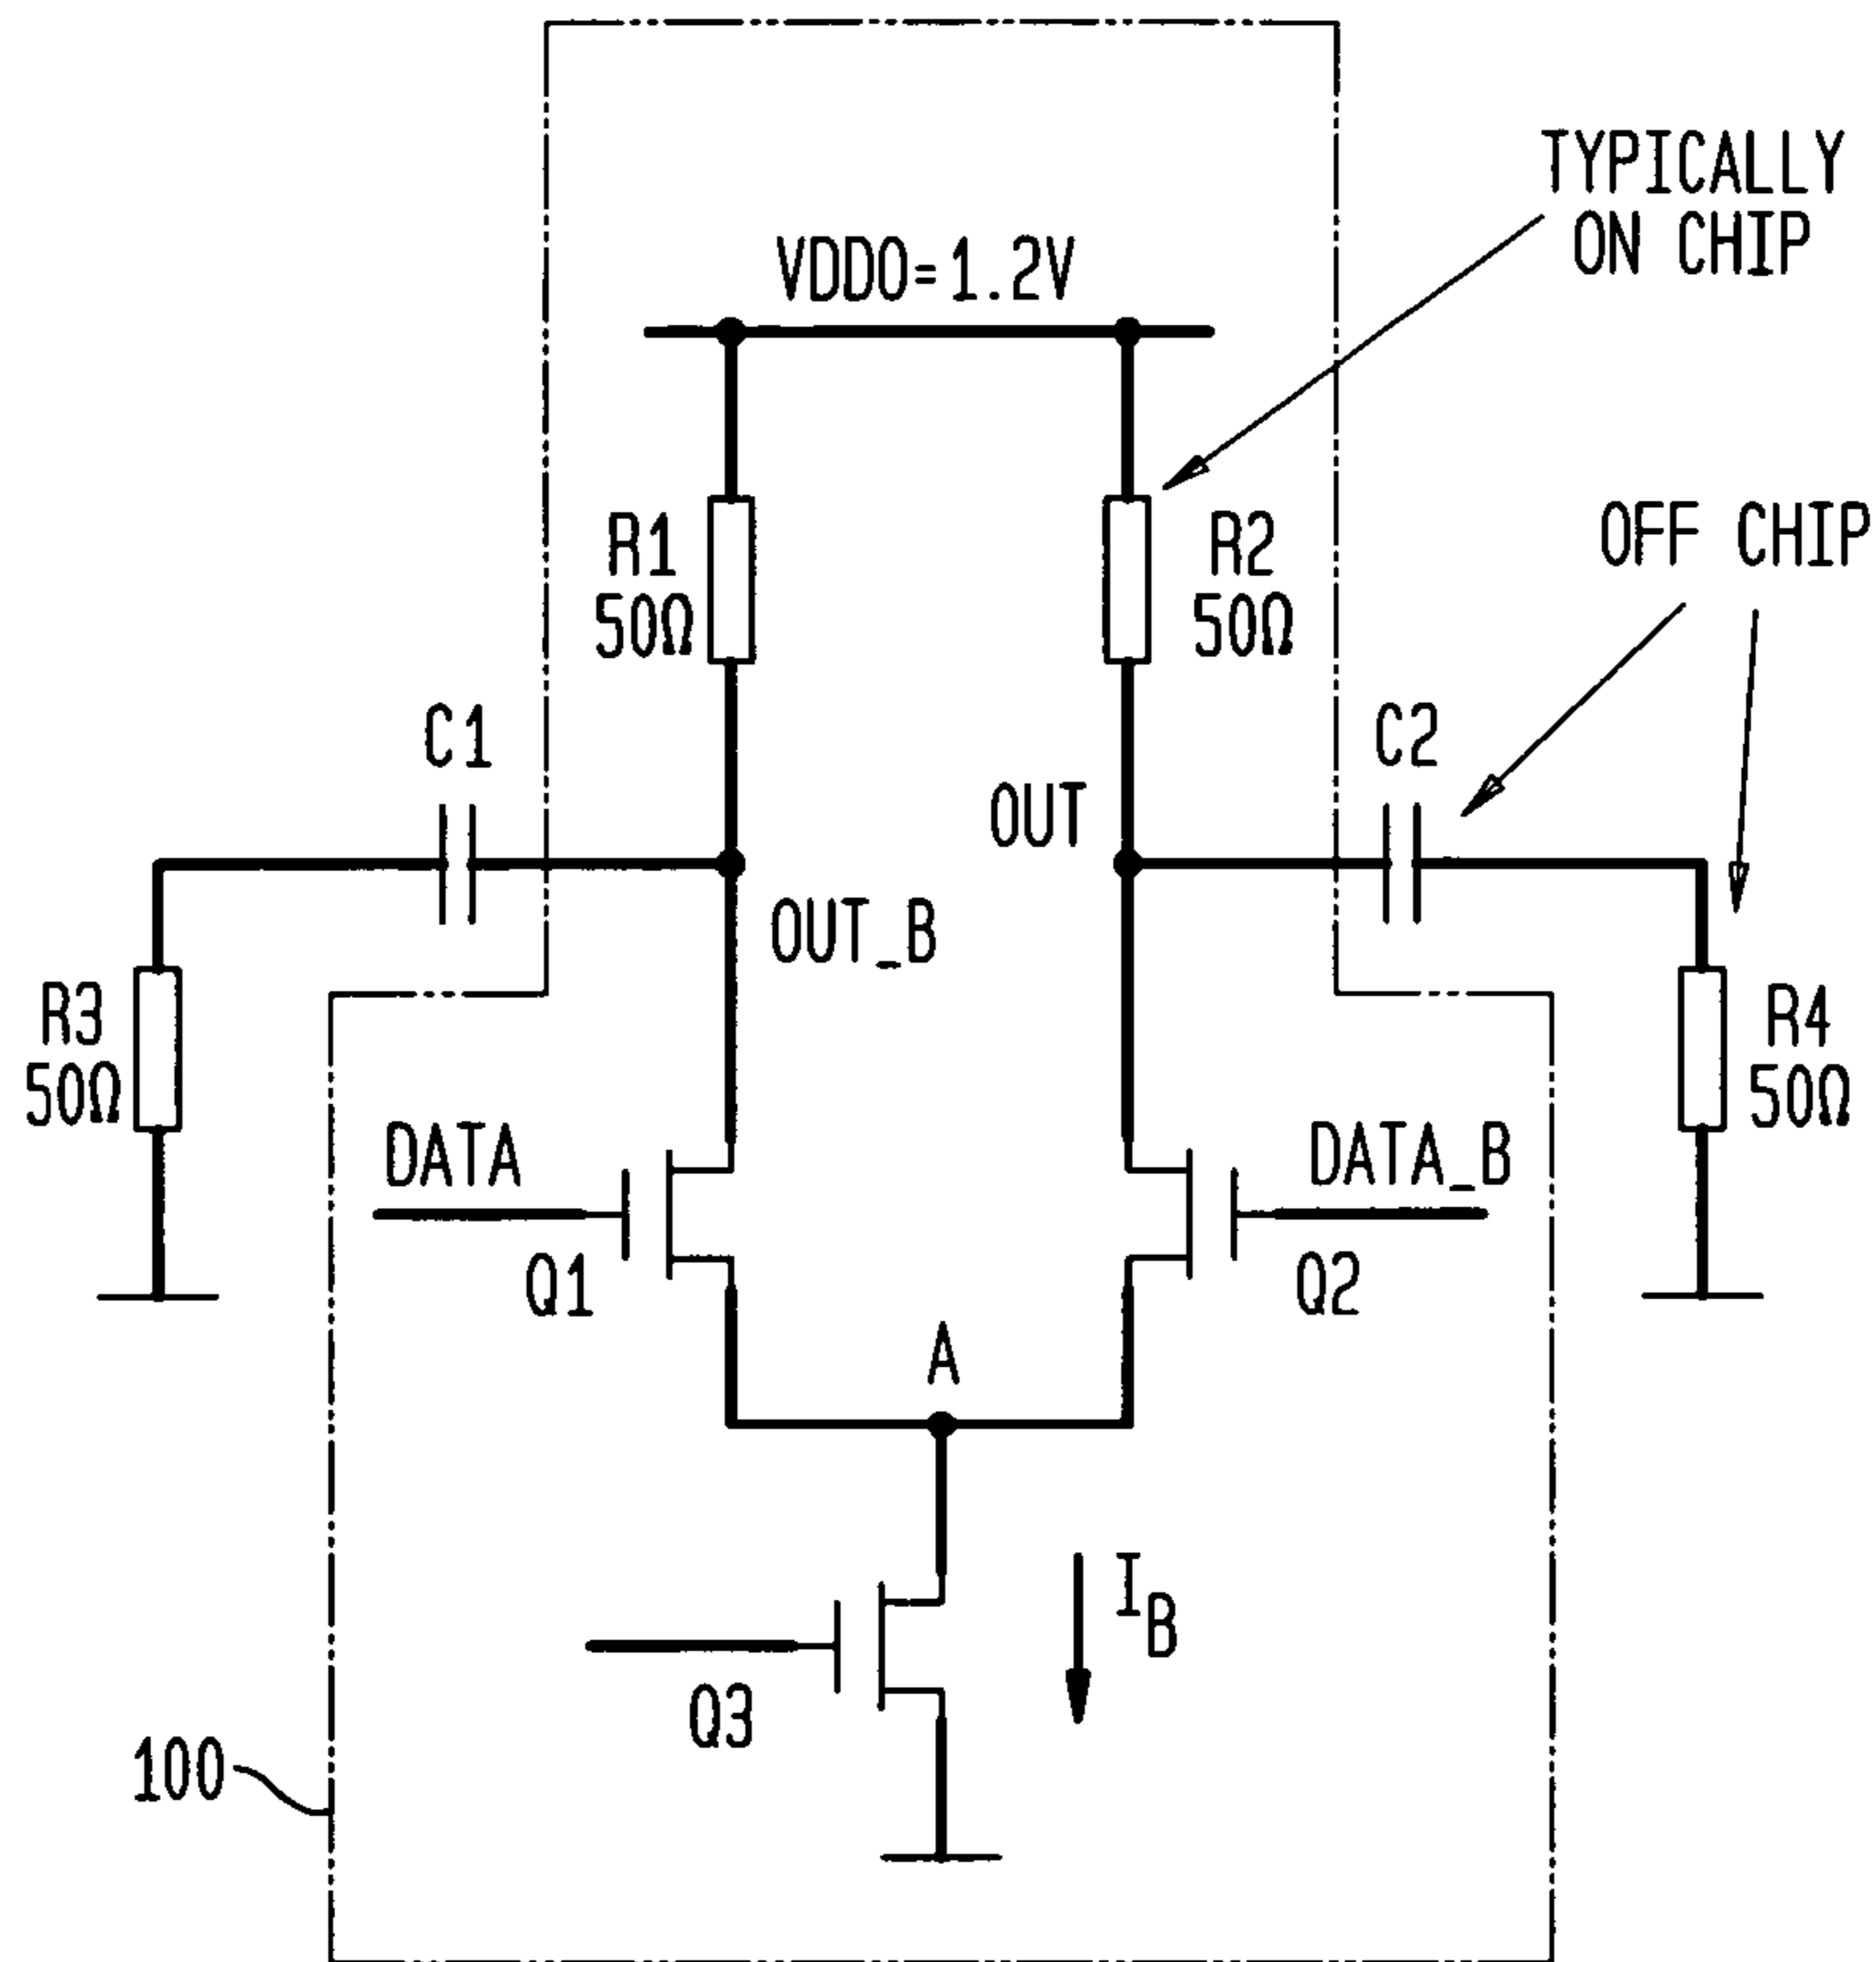 TYPICALLY
ON CHIP
VDDO=1.2V
R1
50Ω
R2
50Ω
OFF CHIP
C1
C2
OUT
OUT_B
R3
50Ω
R4
50Ω
DATA
DATA_B
Q1
Q2
A
I_B
Q3
100